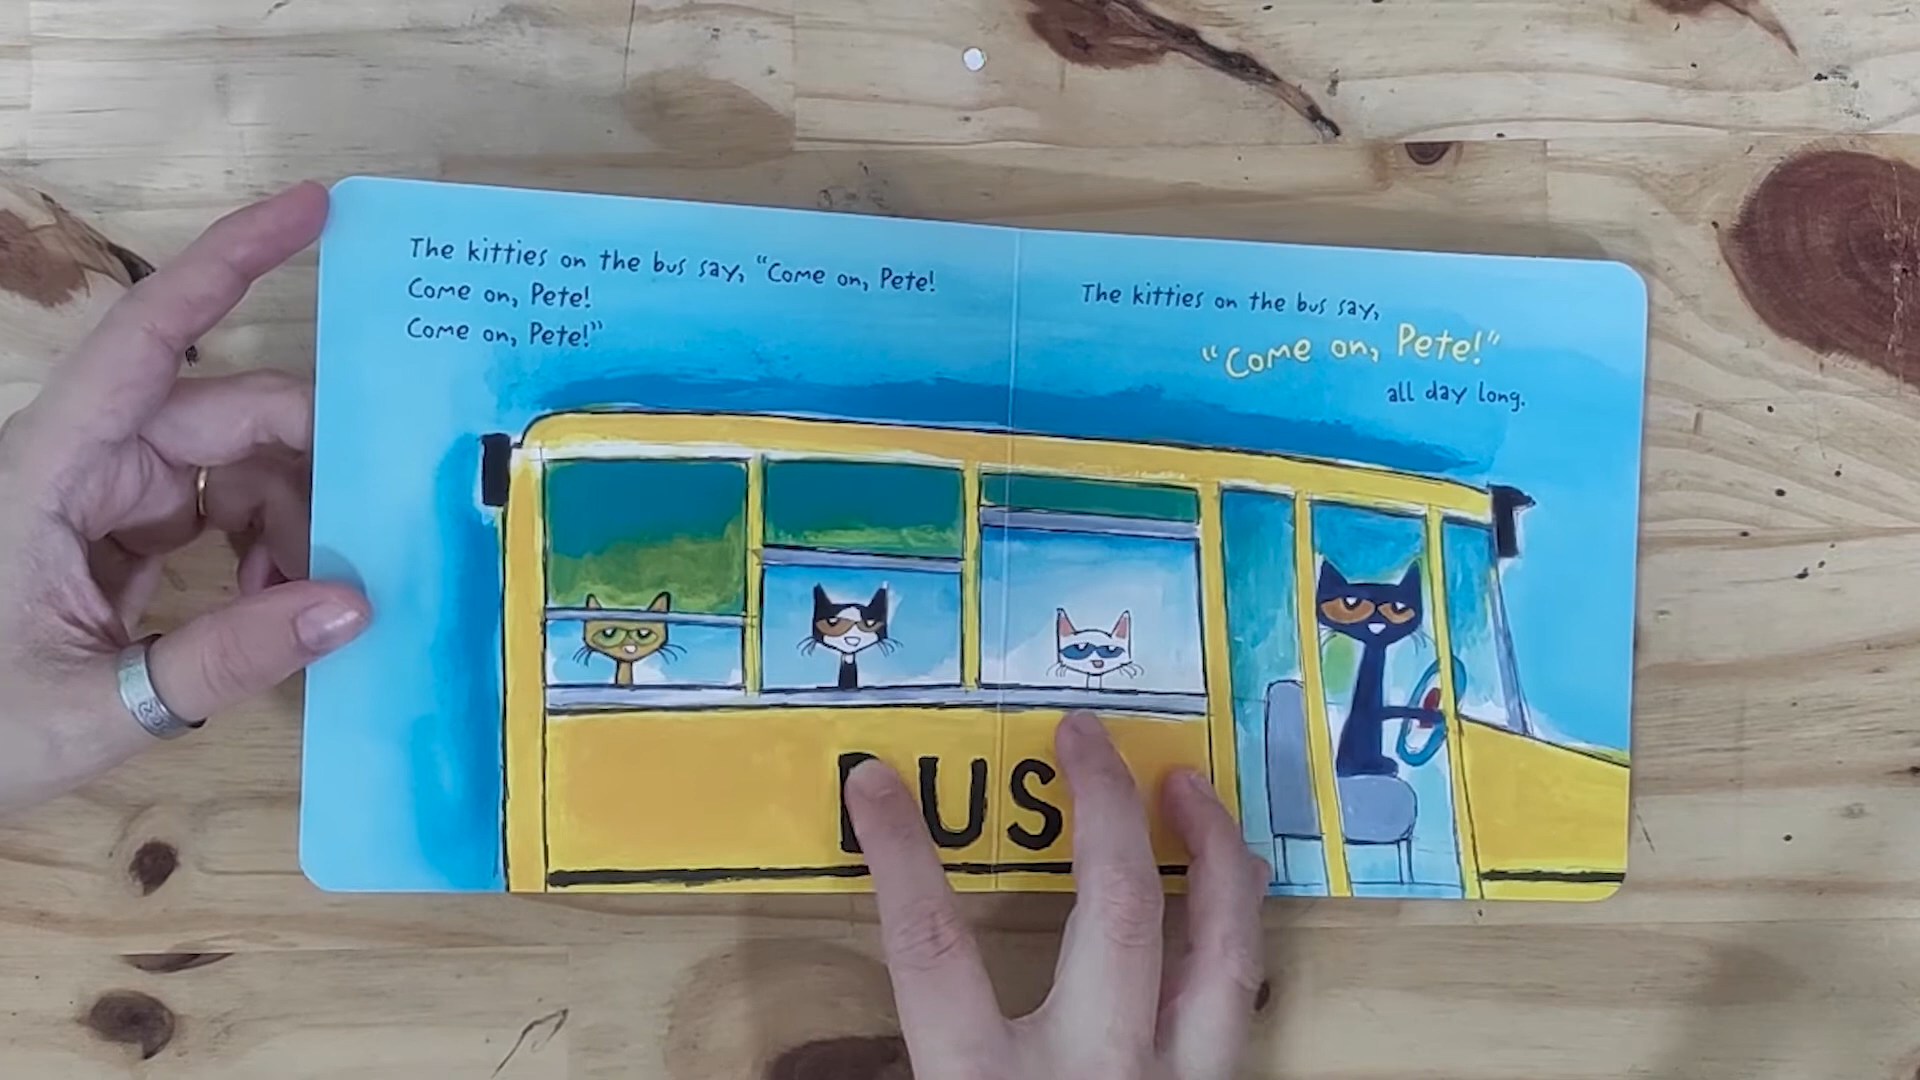 The kitties on the bus say, “Come on, Pete!
Come on, Pete!
Come on, Pete!”
The kitties on the bus say,
“Come on, Pete!”
all day long.
BUS